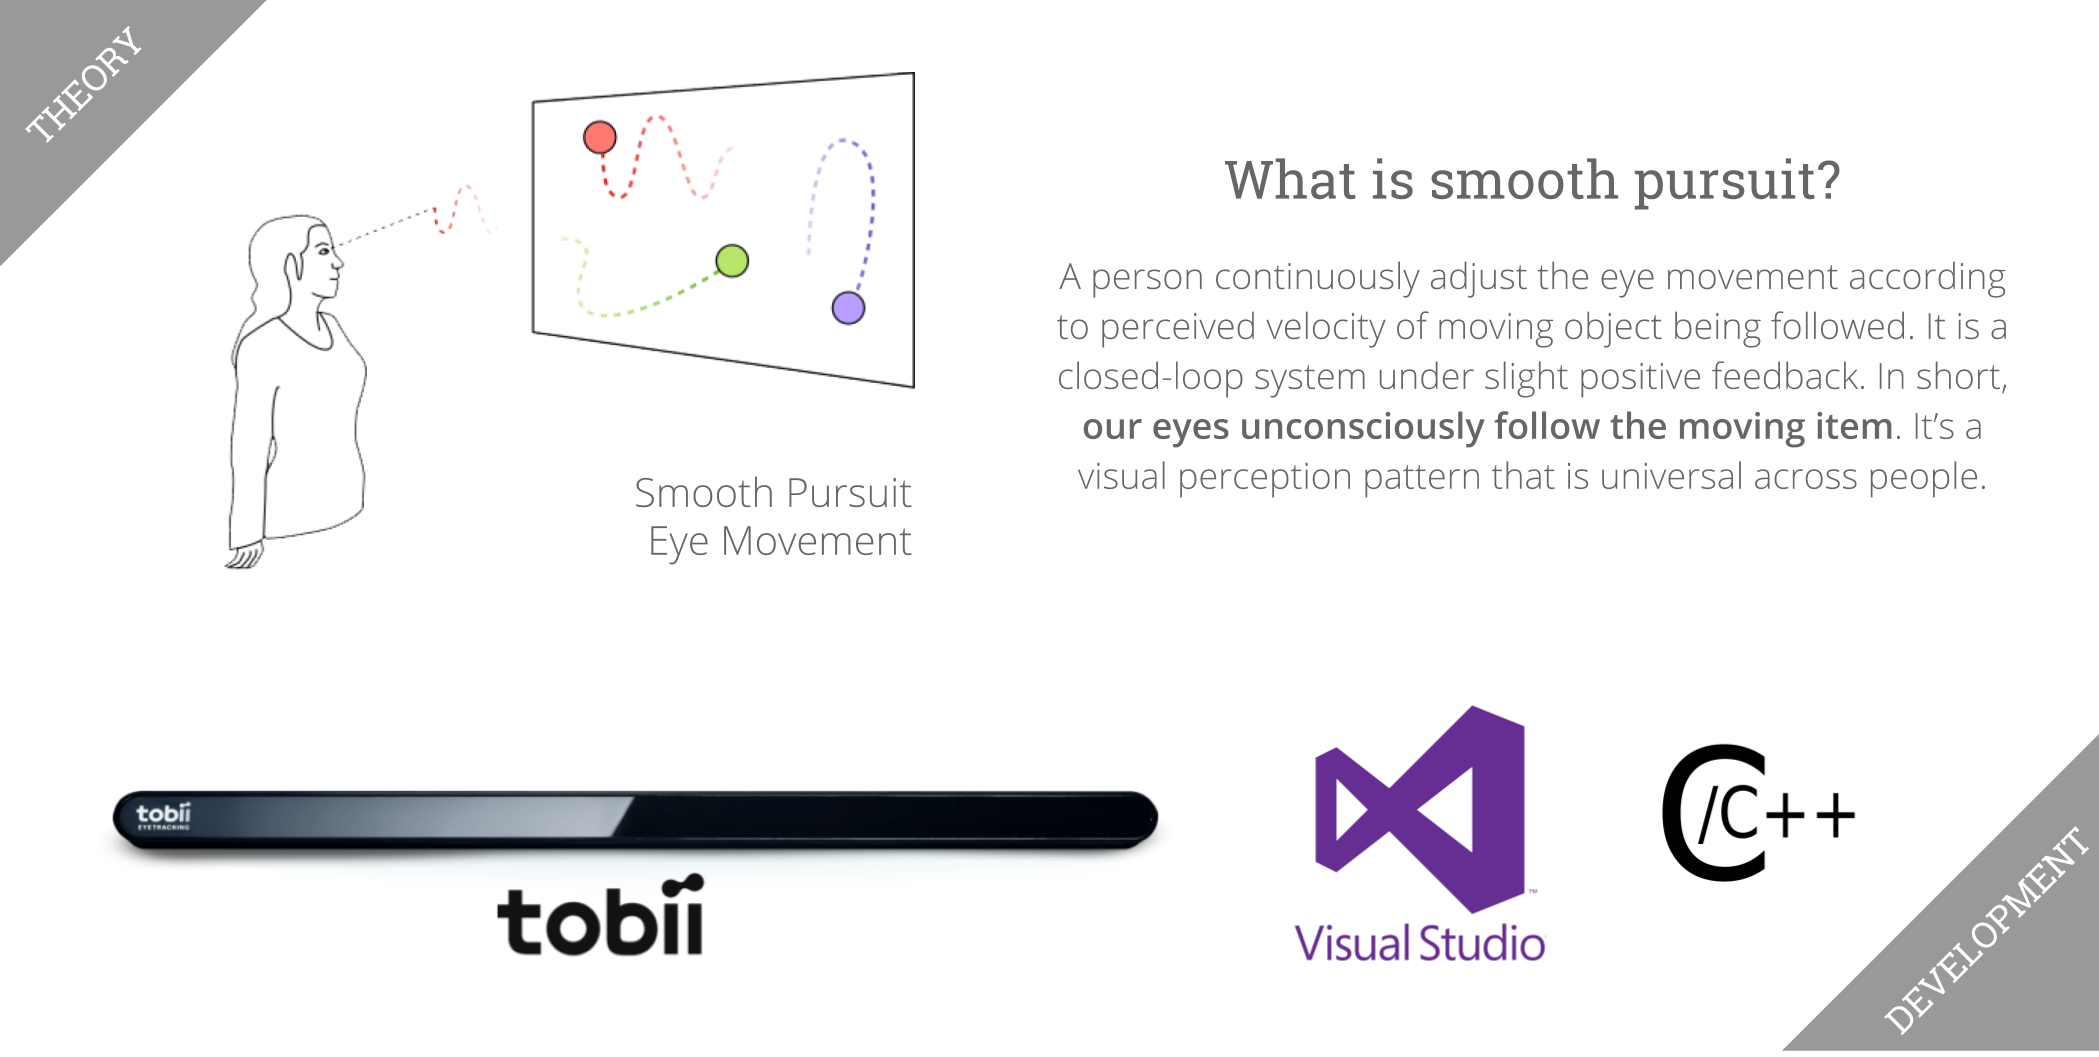 THEORY
What is smooth pursuit?
A person continuously adjust the eye movement according
to perceived velocity of moving object being followed. It is a
closed-loop system under slight positive feedback. In short,
our eyes unconsciously follow the moving item. It’s a
visual perception pattern that is universal across people.
Smooth Pursuit
Eye Movement
tobii
EYETRACKING
tobii
™
Visual Studio
C/C++
DEVELOPMENT